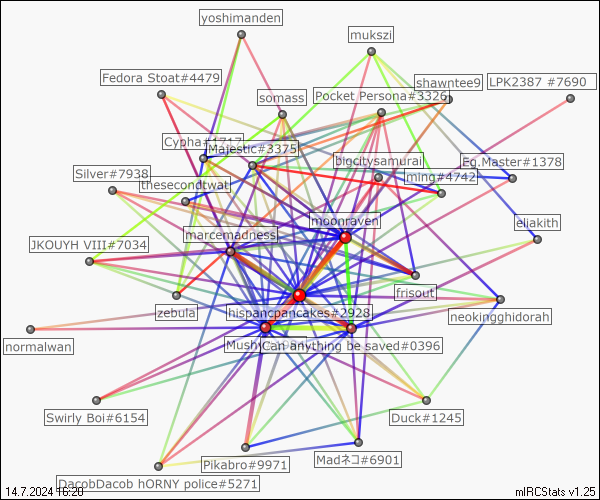 yoshimanden
mukszi
Fedora Stoat#4479
shawntee9
LPK2387 #7690
somass
Pocket Persona#3326
Cypha#1717
Majestic#3375
bigcitysamurai
Eg.Master#1378
Silver#7938
thesecondtwat
ming#4742
moonraven
eliakith
marcemadness
JKOUYH VIII#7034
frisout
zebula
hispancpancakes#2928
neokingghidorah
normalwan
Can anything be saved#0396
Swirly Boi#6154
Duck#1245
Pikabro#9971
Madネコ#6901
DacobDacob hORNY police#5271
14.7.2024 16:20
mIRCStats v1.25